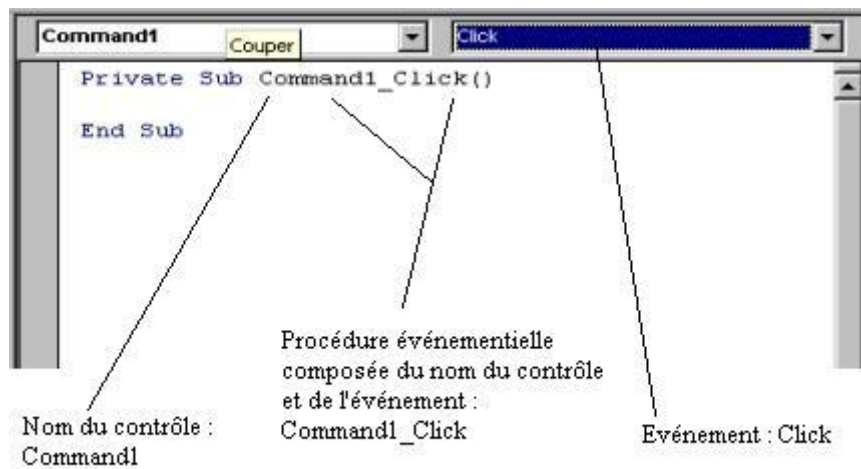 Command1
Couper
Click
Private Sub Command1_Click()
End Sub
Procédure événementielle
composée du nom du contrôle
et de l'événement :
Command1_Click
Nom du contrôle :
Command1
Evénement : Click